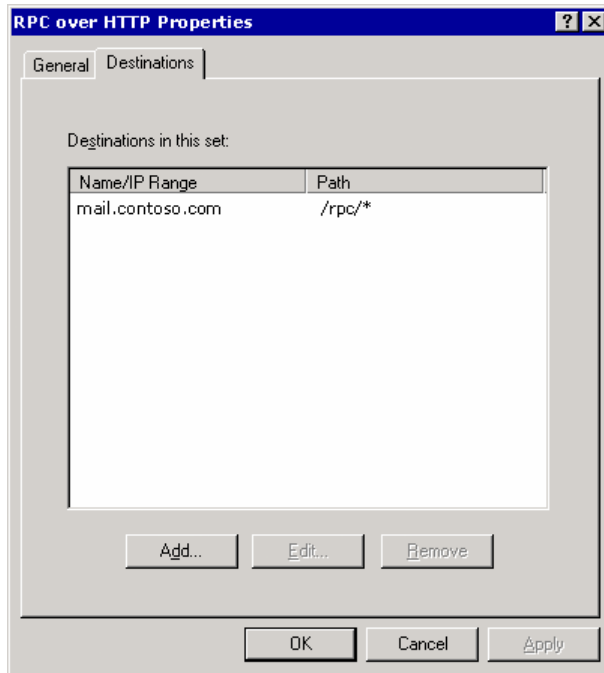 RPC over HTTP Properties
General Destinations
Destinations in this set:
Name/IP Range Path
mail.contoso.com /rpc/*
Add... Edit... Remove
OK Cancel Apply